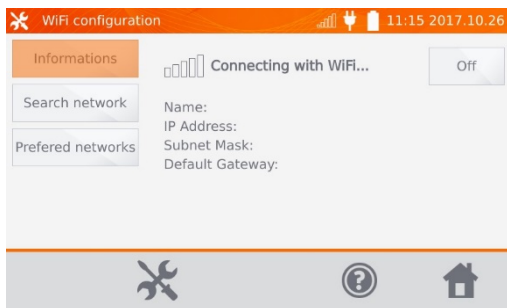 WiFi configuration
11:15 2017.10.26
Informations
Connecting with WiFi...
Off
Search network
Name:
IP Address:
Prefered networks
Subnet Mask:
Default Gateway:
?